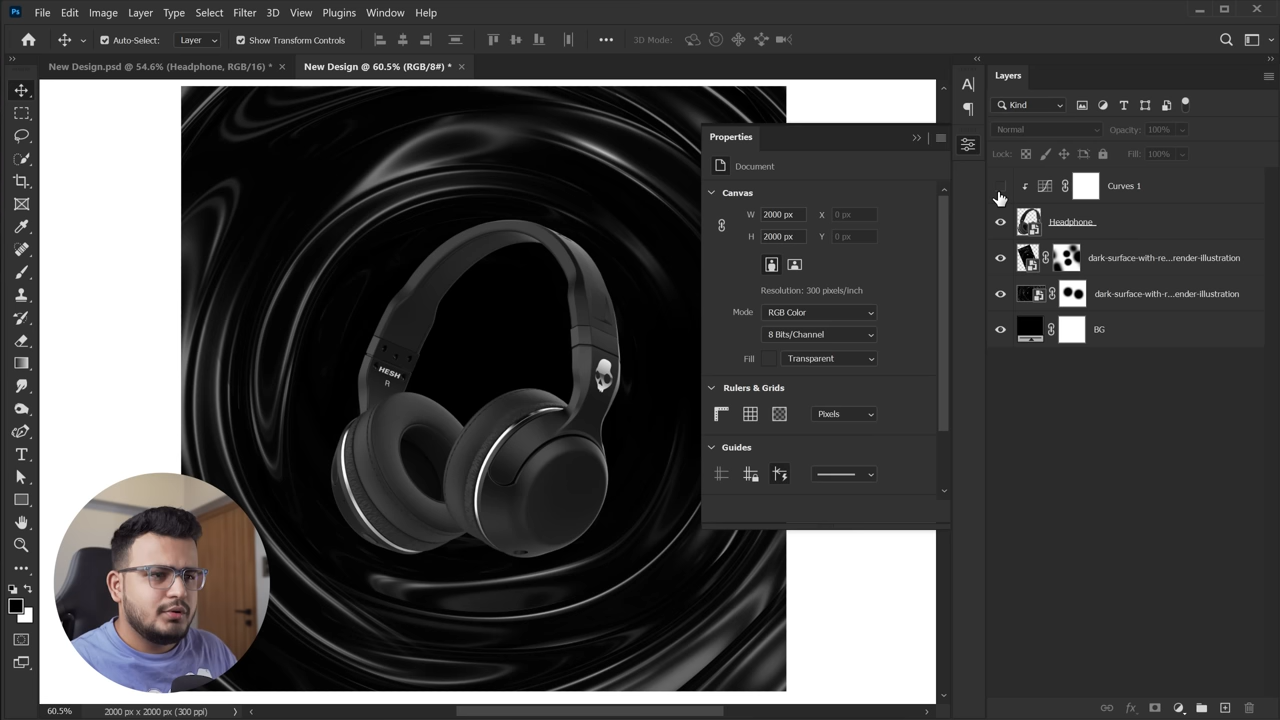 Ps File Edit Image Layer Type Select Filter 3D View Plugins Window Help
Auto-Select: Layer Show Transform Controls 3D Mode:
New Design.psd @ 54.6% (Headphone, RGB/16) * New Design @ 60.5% (RGB/8#) *
Properties
Document
Canvas
W 2000 px X 0 px
H 2000 px Y 0 px
Resolution: 300 pixels/inch
Mode RGB Color
8 Bits/Channel
Fill Transparent
Rulers & Grids
Pixels
Guides
Layers
Kind
Normal Opacity: 100%
Lock: Fill: 100%
Curves 1
Headphone
dark-surface-with-re...render-illustration
dark-surface-with-r...ender-illustration
BG
HESH
R
60.5% 2000 px x 2000 px (300 ppi)